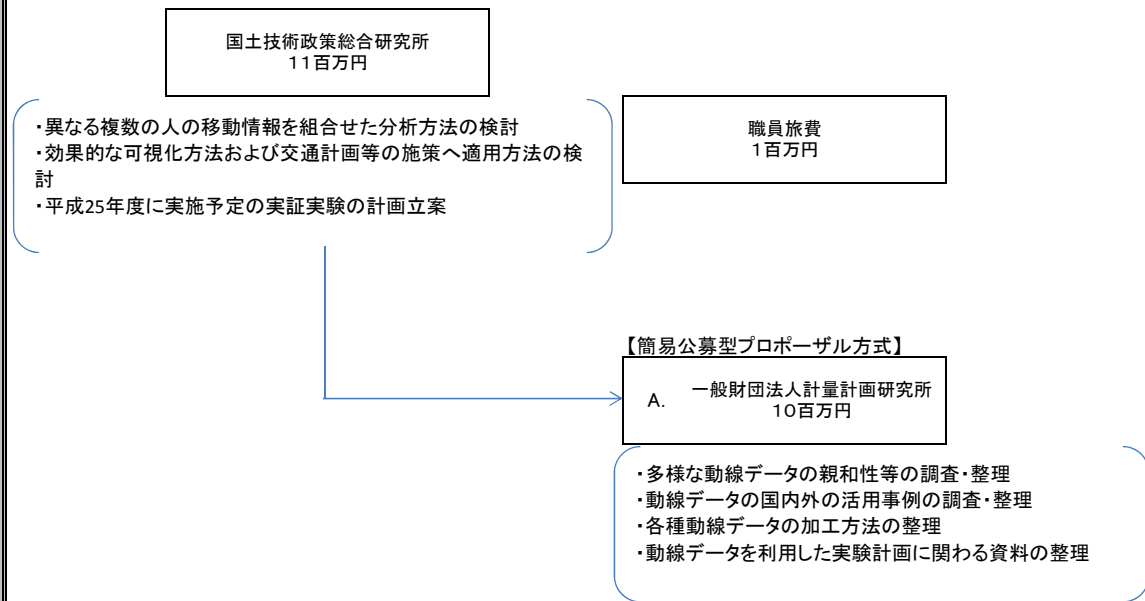 国土技術政策総合研究所
11百万円
・異なる複数の人の移動情報を組合せた分析方法の検討
・効果的な可視化方法および交通計画等の施策へ適用方法の検
討
・平成25年度に実施予定の実証実験の計画立案
職員旅費
1百万円
【簡易公募型プロポーザル方式】
A. 一般財団法人計量計画研究所
10百万円
・多様な動線データの親和性等の調査・整理
・動線データの国内外の活用事例の調査・整理
・各種動線データの加工方法の整理
・動線データを利用した実験計画に関わる資料の整理